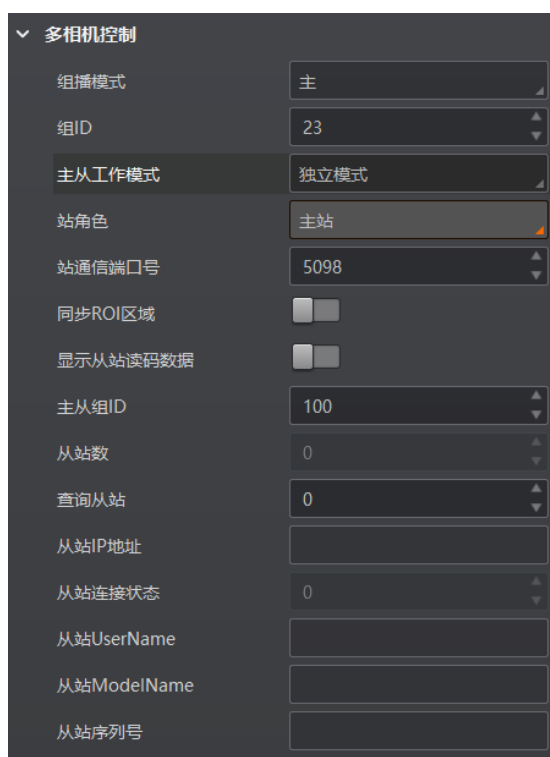 多相机控制
组播模式 主
组ID 23
主从工作模式 独立模式
站角色 主站
站通信端口号 5098
同步ROI区域
显示从站读码数据
主从组ID 100
从站数 0
查询从站 0
从站IP地址
从站连接状态 0
从站UserName
从站ModelName
从站序列号